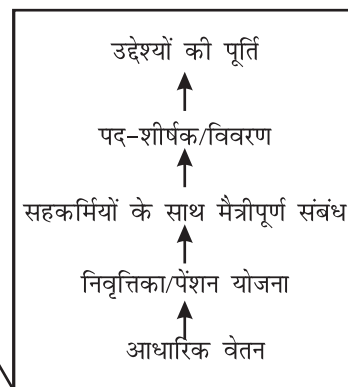 उद्देश्यों की पूर्ति
पद-शीर्षक/विवरण
सहकर्मियों के साथ मैत्रीपूर्ण संबंध
निवृत्तिका/पेंशन योजना
आधारिक वेतन